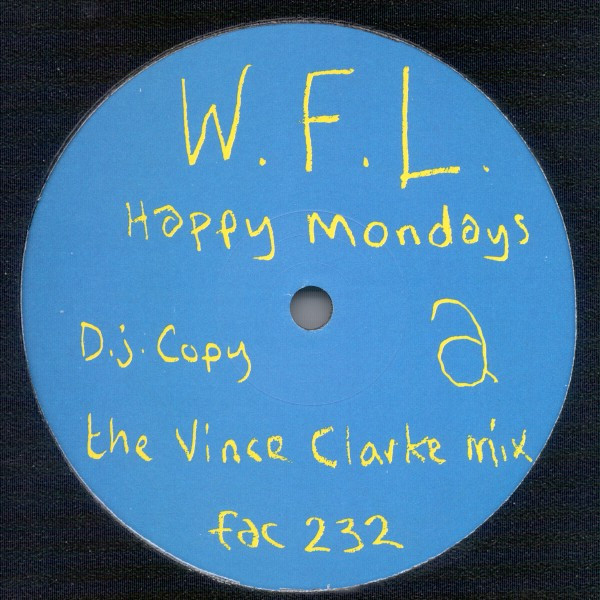 W.F.L.
Happy Mondays
D.j. Copy
a
the Vince Clarke mix
fac 232